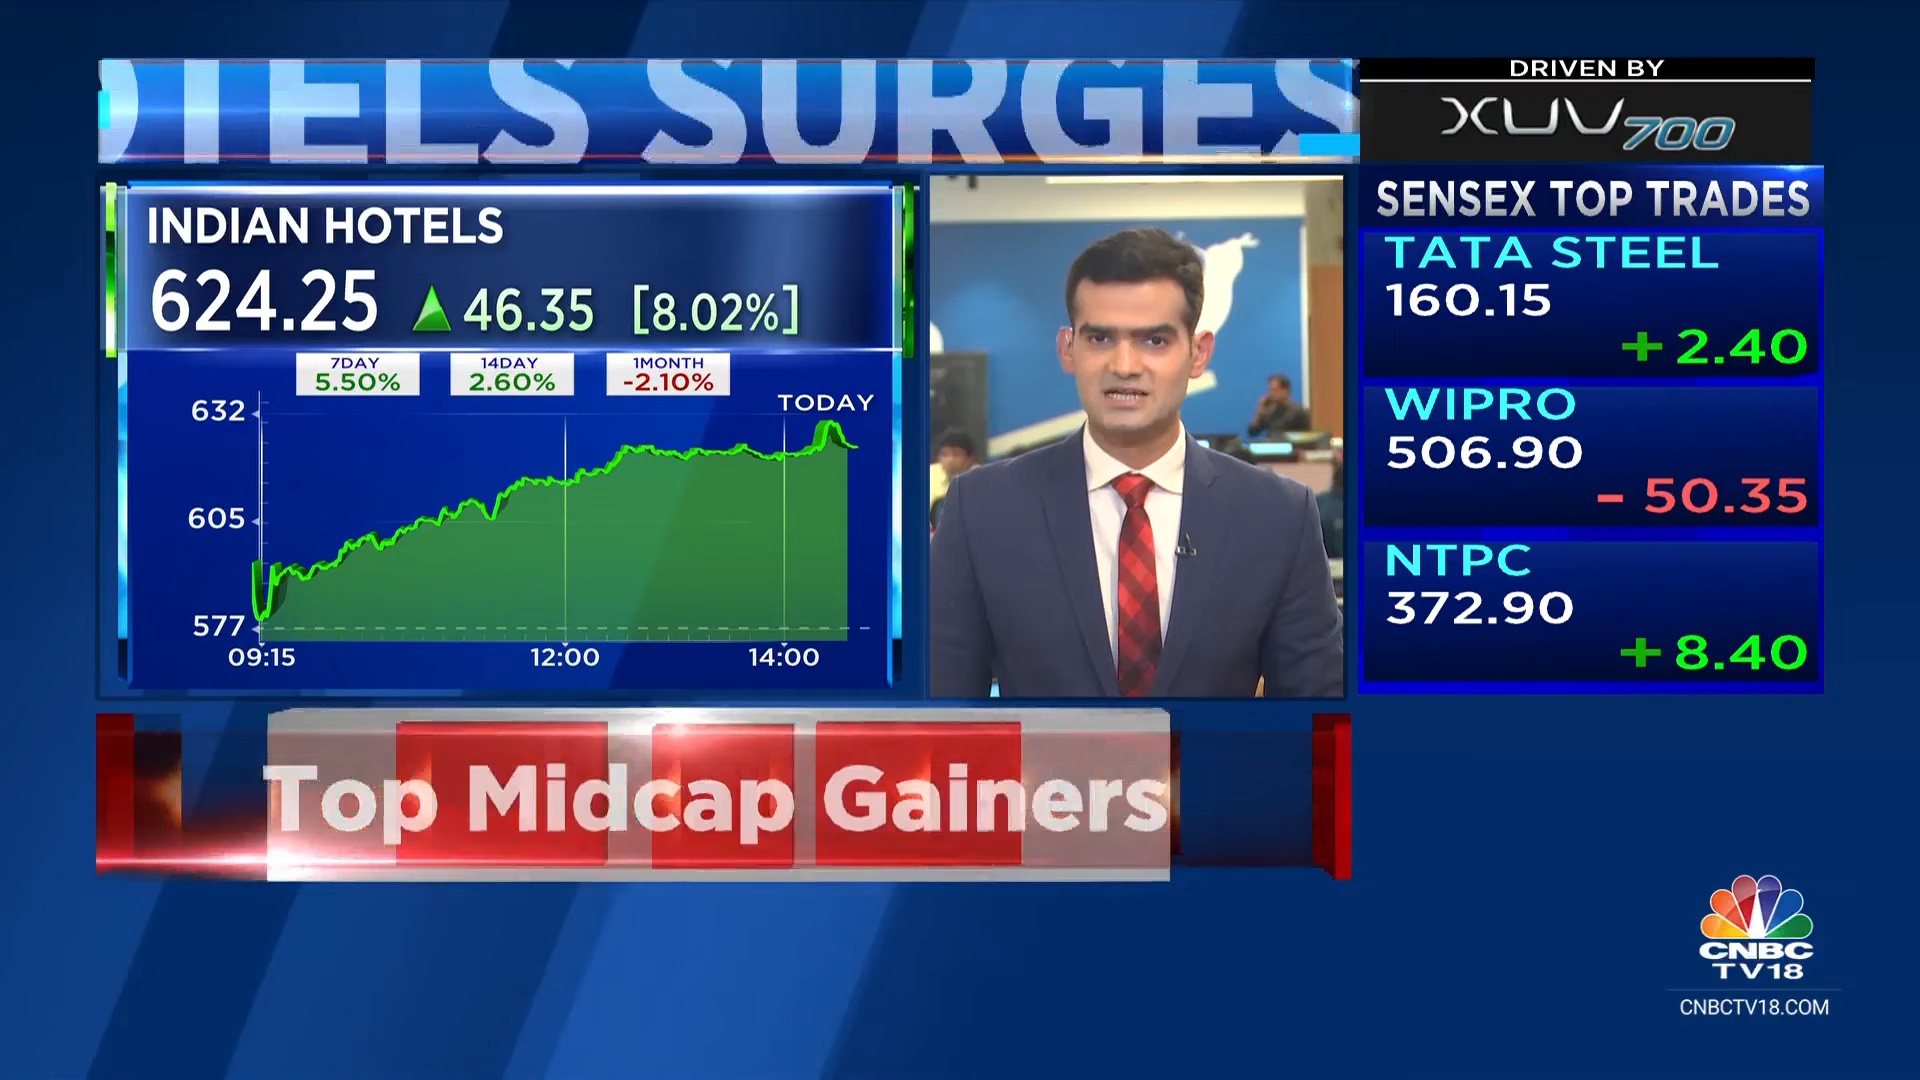 OTELS SURGES
DRIVEN BY
XUV700
INDIAN HOTELS
624.25 ▲ 46.35 [8.02%]
7DAY
5.50%
14DAY
2.60%
1MONTH
-2.10%
TODAY
632
605
577
09:15 12:00 14:00
SENSEX TOP TRADES
TATA STEEL
160.15
+ 2.40
WIPRO
506.90
- 50.35
NTPC
372.90
+ 8.40
Top Midcap Gainers
CNBC
TV18
CNBCTV18.COM